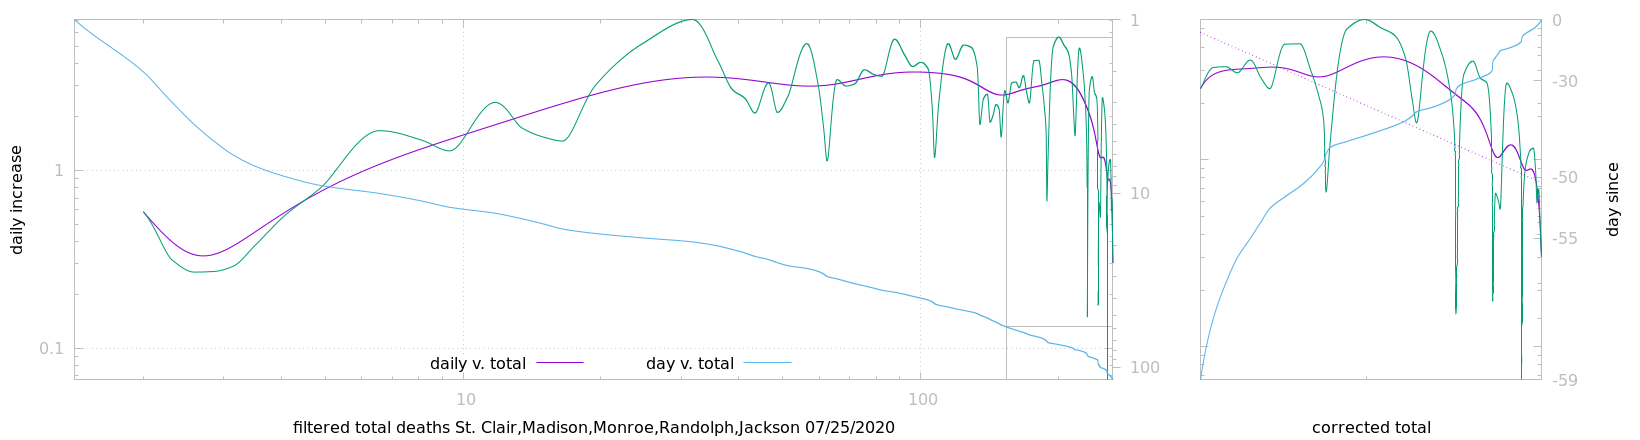 daily increase
1
0.1
daily v. total
day v. total
10
100
1
10
100
filtered total deaths St. Clair,Madison,Monroe,Randolph,Jackson 07/25/2020
0
-30
-50
-55
-59
day since
corrected total